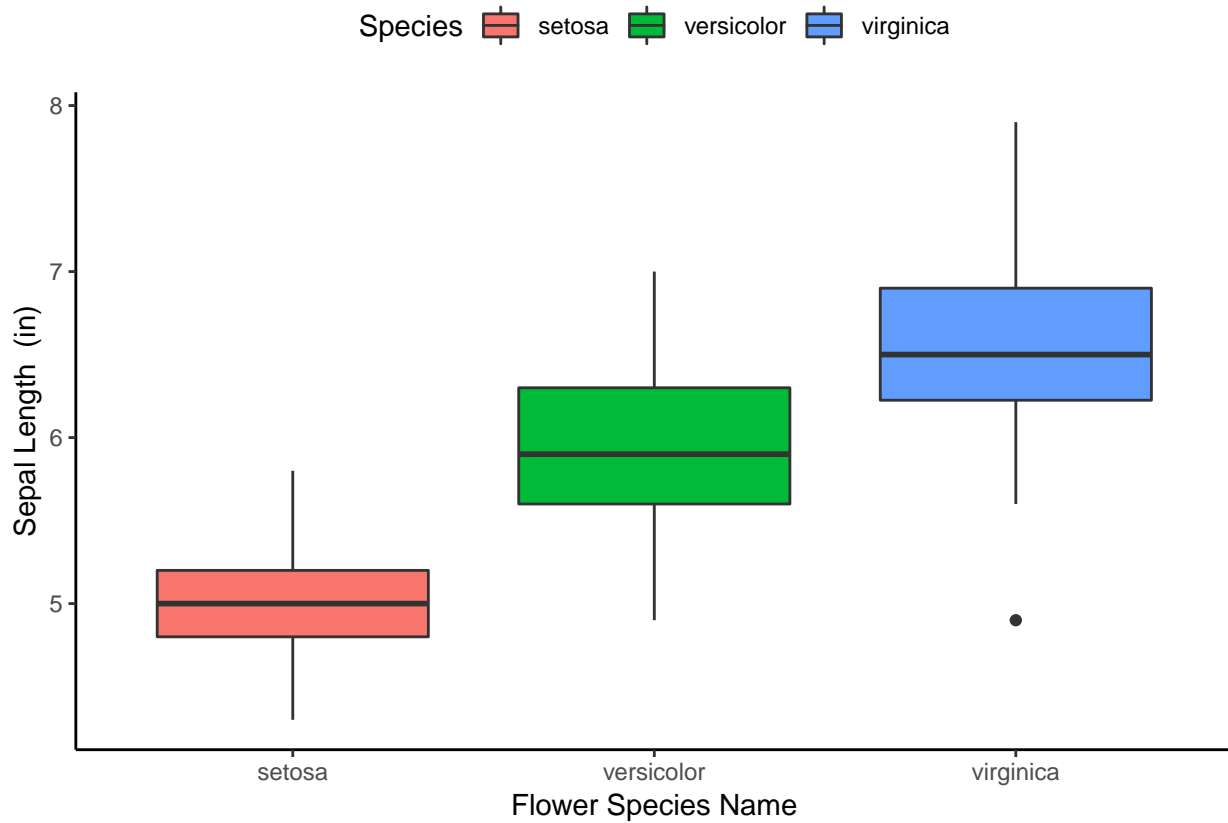 Species setosa versicolor virginica
8
7
6
5
Sepal Length  (in)
setosa versicolor virginica
Flower Species Name